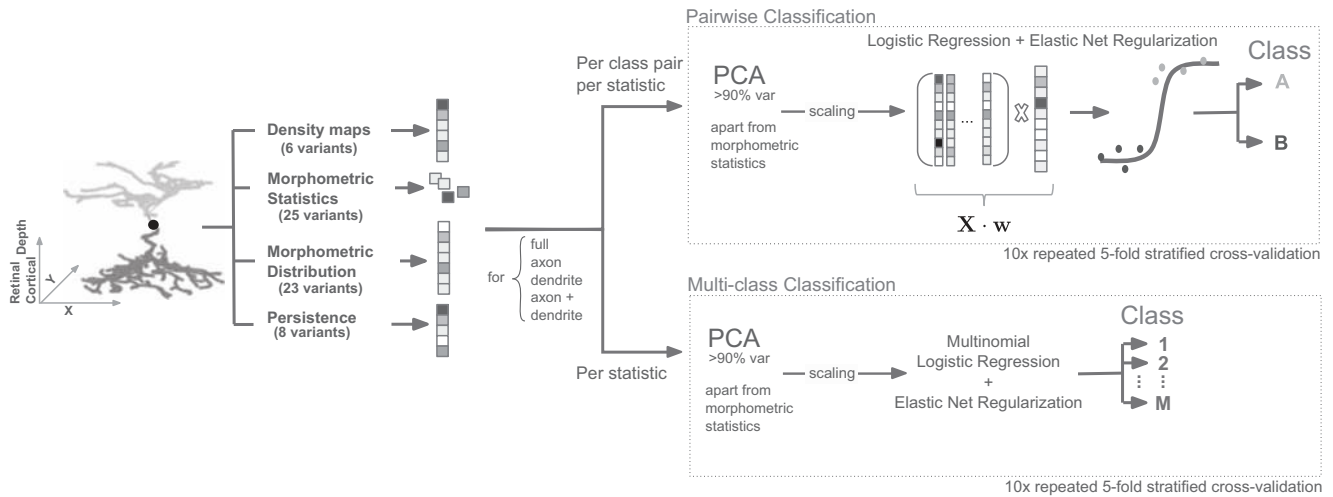 Pairwise Classification
Logistic Regression + Elastic Net Regularization
Class
Per class pair
per statistic
PCA
>90% var
scaling
apart from
morphometric
statistics
...
A
B
X · w
10x repeated 5-fold stratified cross-validation
Density maps
(6 variants)
Morphometric
Statistics
(25 variants)
Morphometric
Distribution
(23 variants)
Persistence
(8 variants)
Retinal
Cortical
Depth
Y
X
for
full
axon
dendrite
axon +
dendrite
Multi-class Classification
Per statistic
PCA
>90% var
scaling
apart from
morphometric
statistics
Multinomial
Logistic Regression
+
Elastic Net Regularization
Class
1
2
⋮ ⋮
M
10x repeated 5-fold stratified cross-validation